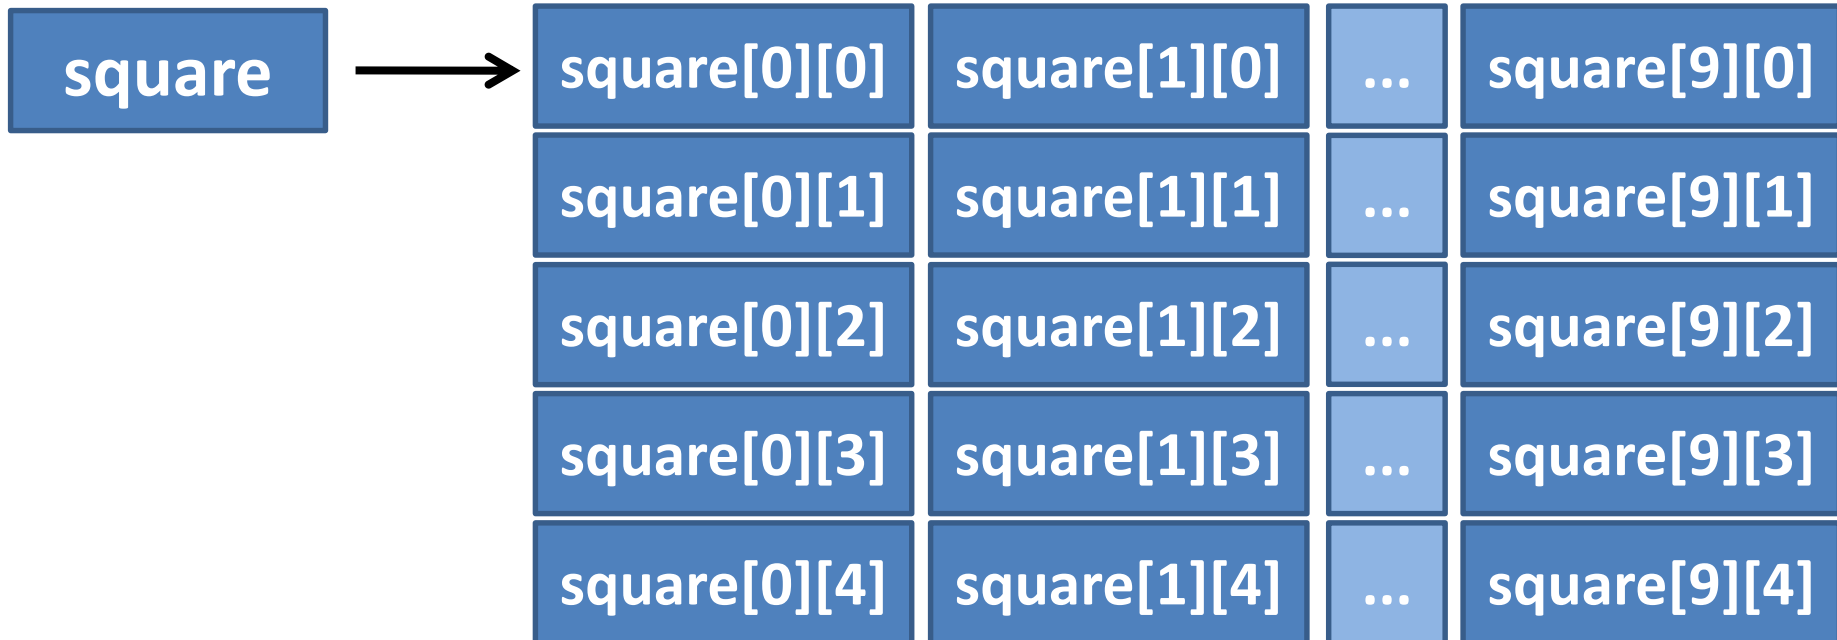 square square[0][0] square[1][0] ... square[9][0]
square[0][1] square[1][1] ... square[9][1]
square[0][2] square[1][2] ... square[9][2]
square[0][3] square[1][3] ... square[9][3]
square[0][4] square[1][4] ... square[9][4]